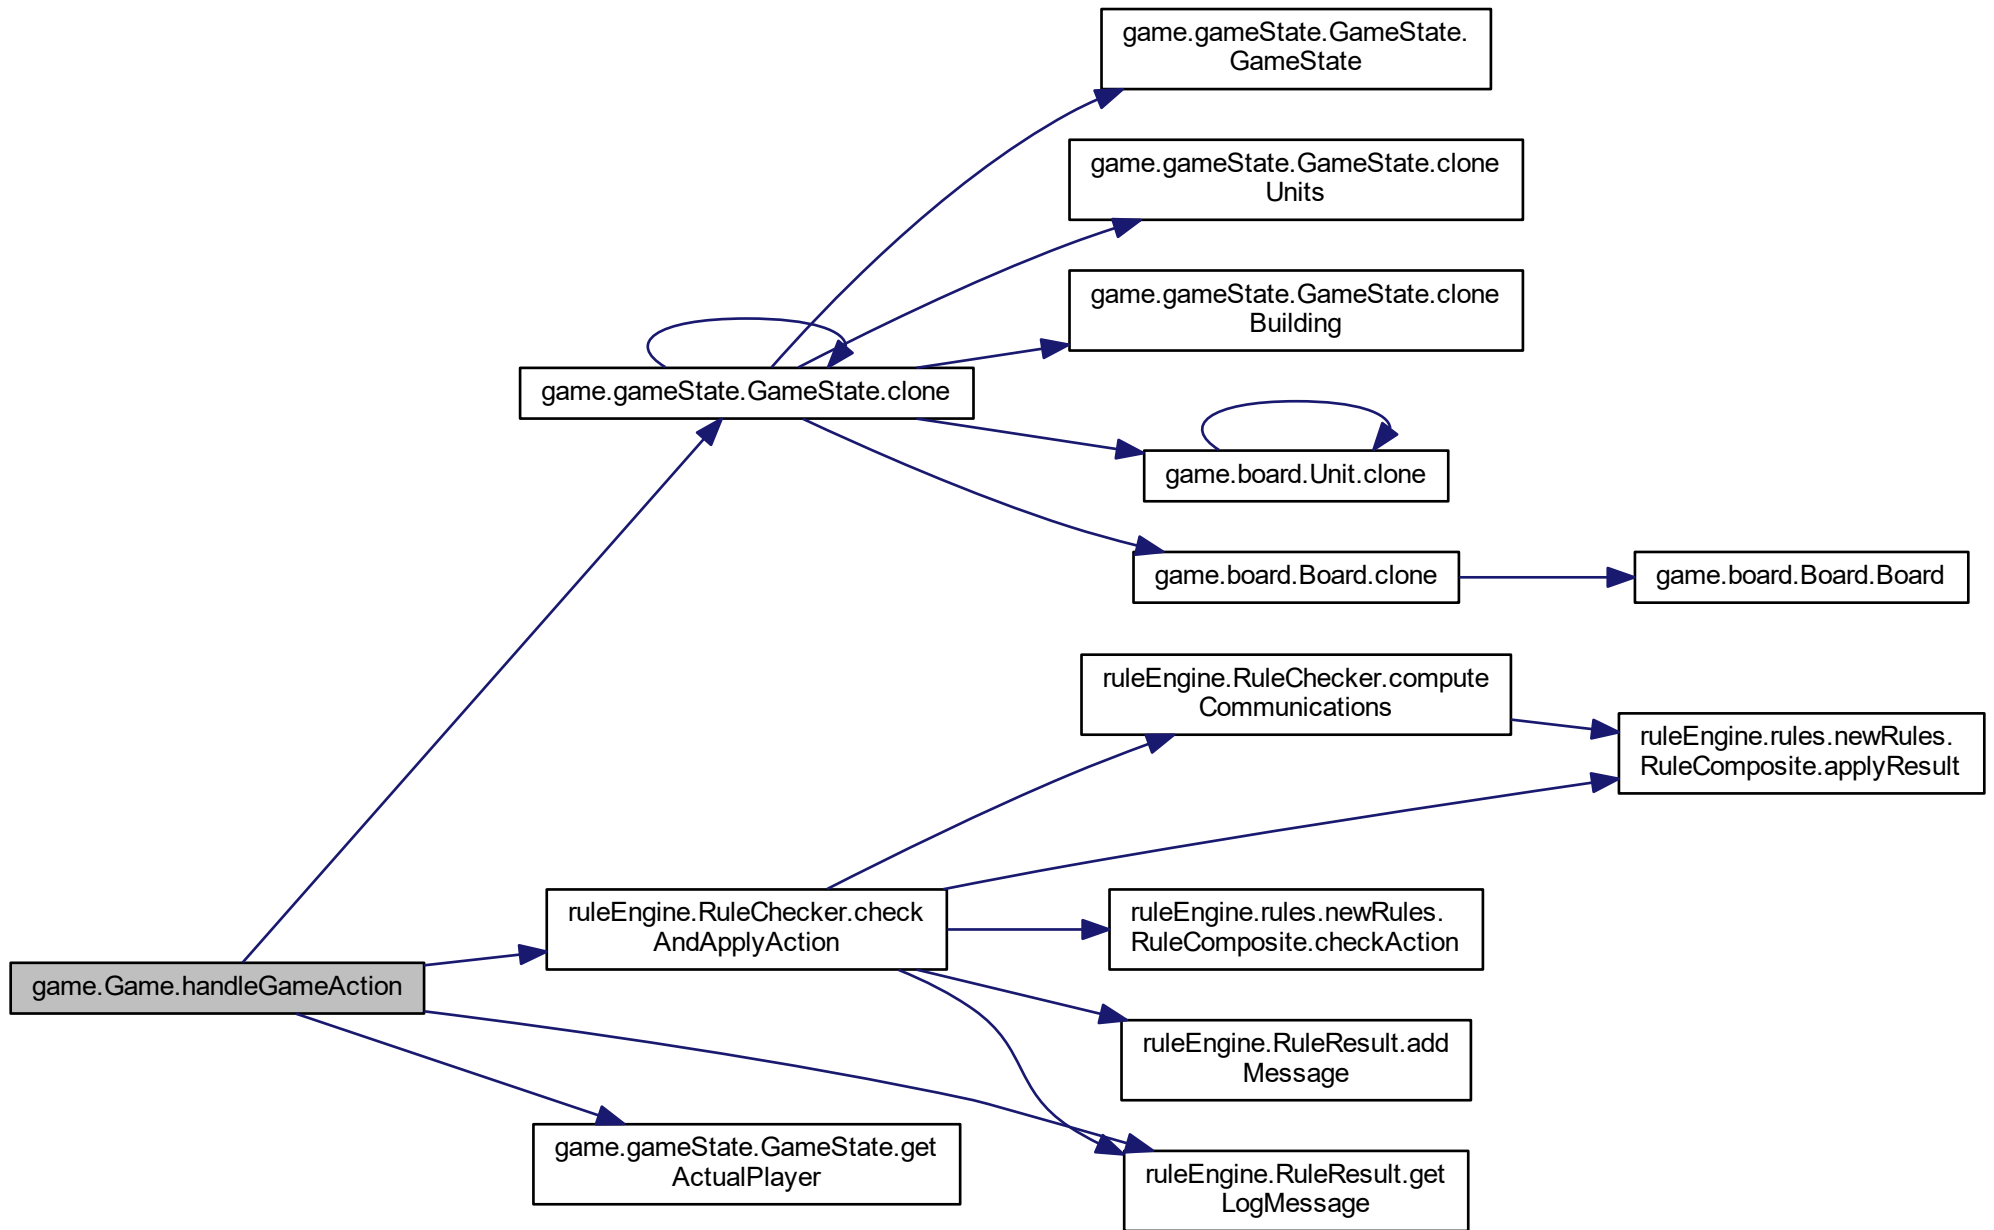 game.gameState.GameState.
GameState
game.gameState.GameState.clone
Units
game.gameState.GameState.clone
Building
game.gameState.GameState.clone
game.board.Unit.clone
game.board.Board.clone
game.board.Board.Board
ruleEngine.RuleChecker.compute
Communications
ruleEngine.rules.newRules.
RuleComposite.applyResult
ruleEngine.RuleChecker.check
AndApplyAction
ruleEngine.rules.newRules.
RuleComposite.checkAction
game.Game.handleGameAction
ruleEngine.RuleResult.add
Message
game.gameState.GameState.get
ActualPlayer
ruleEngine.RuleResult.get
LogMessage